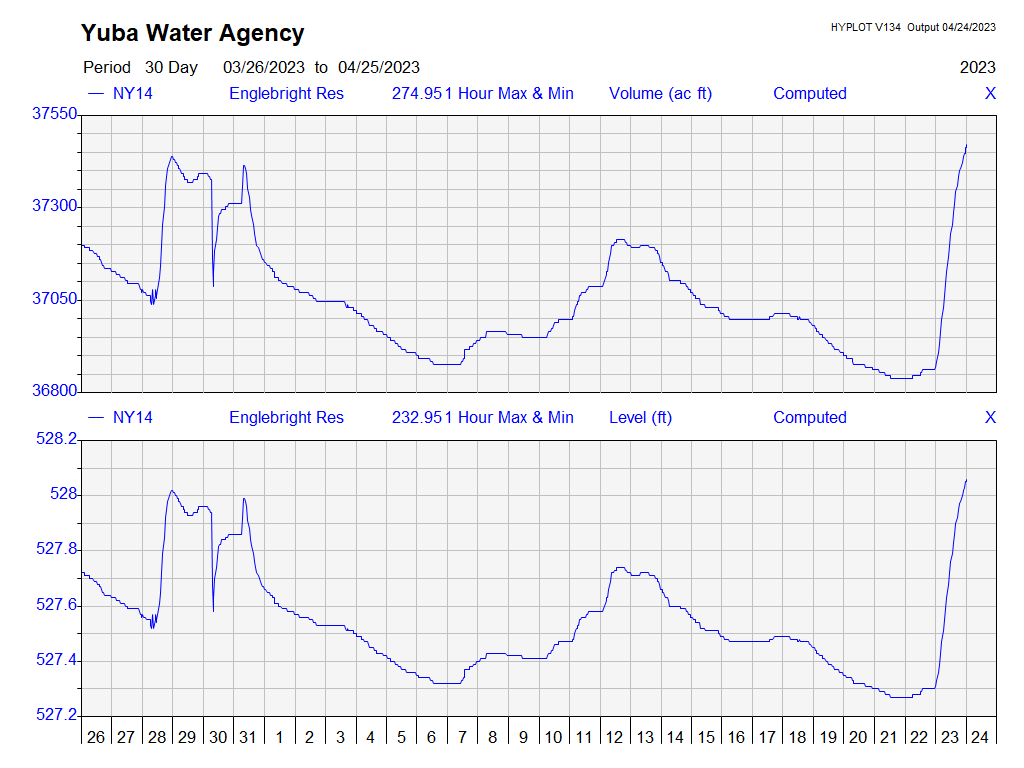 Yuba Water Agency
HYPLOT V134 Output 04/24/2023
Period 30 Day 03/26/2023 to 04/25/2023 2023
NY14 Englebright Res 274.951 Hour Max & Min Volume (ac ft) Computed X
37550
37300
37050
36800
NY14 Englebright Res 232.951 Hour Max & Min Level (ft) Computed X
528.2
528
527.8
527.6
527.4
527.2
26 27 28 29 30 31 1 2 3 4 5 6 7 8 9 10 11 12 13 14 15 16 17 18 19 20 21 22 23 24